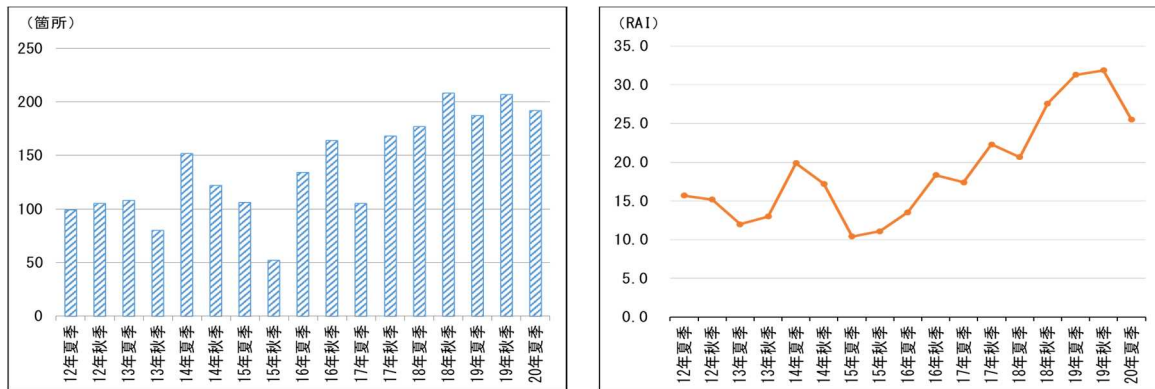 (箇所)
250
200
150
100
50
0
12年夏季
12年秋季
13年夏季
13年秋季
14年夏季
14年秋季
15年夏季
15年秋季
16年夏季
16年秋季
17年夏季
17年秋季
18年夏季
18年秋季
19年夏季
19年秋季
20年夏季
(RAI)
35.0
30.0
25.0
20.0
15.0
10.0
5.0
0.0
12年夏季
12年秋季
13年夏季
13年秋季
14年夏季
14年秋季
15年夏季
15年秋季
16年夏季
16年秋季
17年夏季
17年秋季
18年夏季
18年秋季
19年夏季
19年秋季
20年夏季